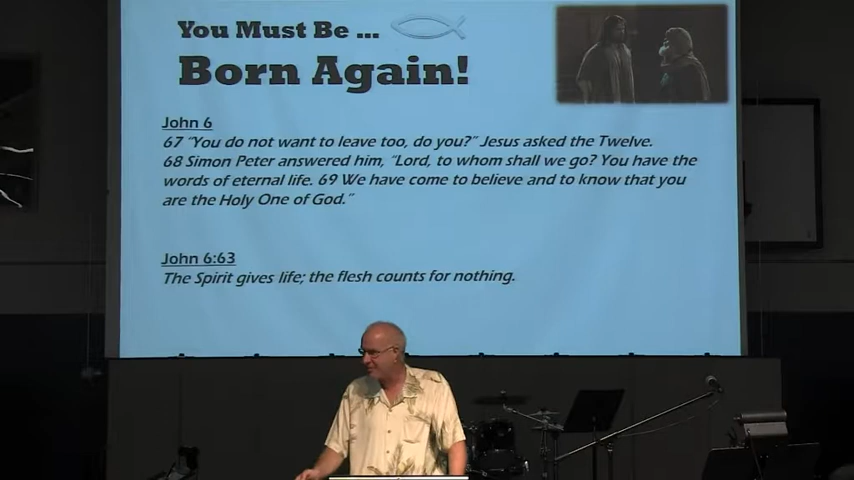 You Must Be ...
Born Again!
John 6
67 "You do not want to leave too, do you?" Jesus asked the Twelve.
68 Simon Peter answered him, "Lord, to whom shall we go? You have the
words of eternal life. 69 We have come to believe and to know that you
are the Holy One of God."
John 6:63
The Spirit gives life; the flesh counts for nothing.